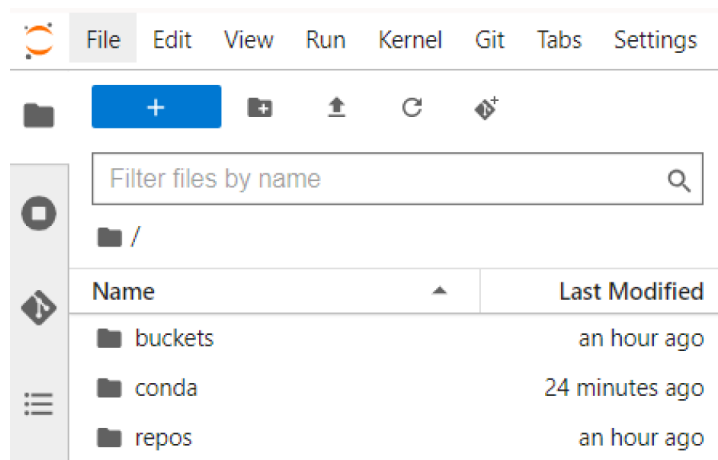 File Edit View Run Kernel Git Tabs Settings
+
Filter files by name
/
Name Last Modified
buckets an hour ago
conda 24 minutes ago
repos an hour ago